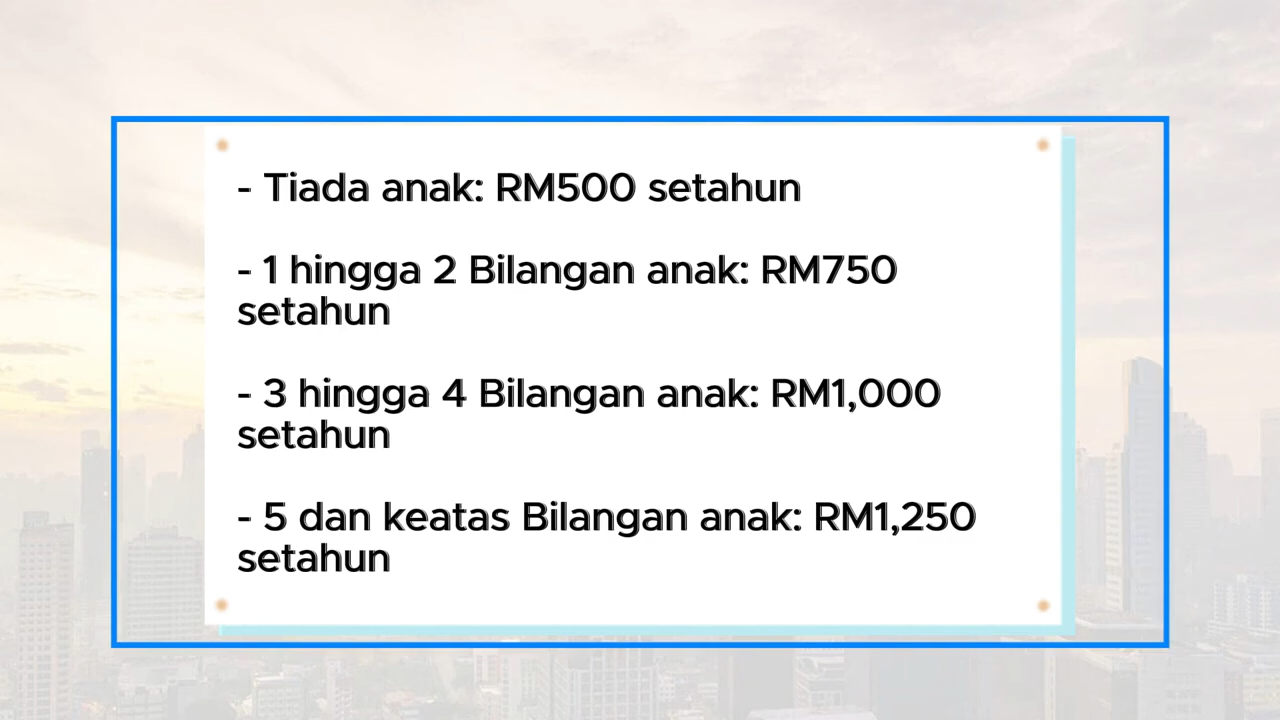 - Tiada anak: RM500 setahun
- 1 hingga 2 Bilangan anak: RM750
setahun
- 3 hingga 4 Bilangan anak: RM1,000
setahun
- 5 dan keatas Bilangan anak: RM1,250
setahun